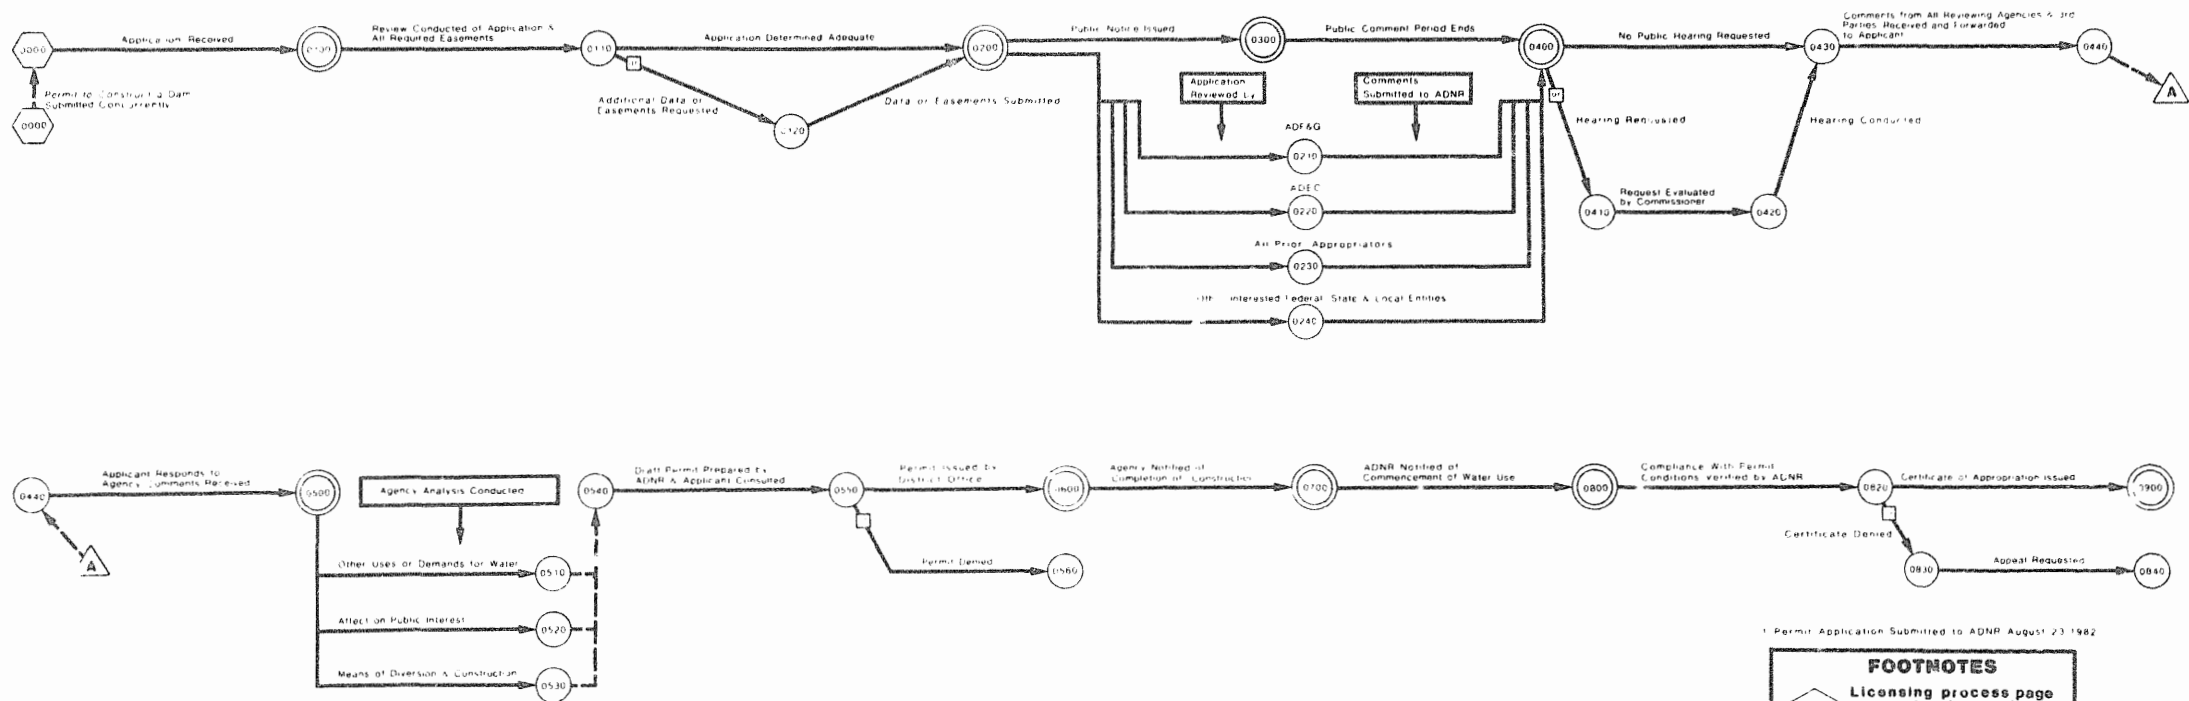 Application Received
0000
Permit to Construct a Dam
Submitted Concurrently
0000
0100
Review Conducted of Application &
All Required Easements
0110
Application Determined Adequate
or
Additional Data or
Easements Requested
0120
Data or Easements Submitted
0200
Public Notice Issued
0300
Public Comment Period Ends
0400
Application
Reviewed by
Comments
Submitted to ADNR
ADF&G
0210
ADEC
0220
All Prior Appropriators
0230
Interested Federal, State & Local Entities
0240
No Public Hearing Requested
or
Hearing Requested
0410
Request Evaluated
by Commissioner
0420
Hearing Conducted
0430
Comments from All Reviewing Agencies & 3rd
Parties Received and Forwarded
to Applicant
0440
A
0440
A
Applicant Responds to
Agency Comments Received
0500
Agency Analysis Conducted
Other Uses or Demands for Water
0510
Affect on Public Interest
0520
Means of Diversion & Construction
0530
0540
Draft Permit Prepared by
ADNR & Applicant Consulted
0550
Permit Issued by
District Office
0600
Permit Denied
0560
Agency Notified of
Completion of Construction
0700
ADNR Notified of
Commencement of Water Use
0800
Compliance With Permit
Conditions Verified by ADNR
0820
Certificate of Appropriation Issued
0900
Certificate Denied
0830
Appeal Requested
0840
1 Permit Application Submitted to ADNR August 23 1982
FOOTNOTES
Licensing process page